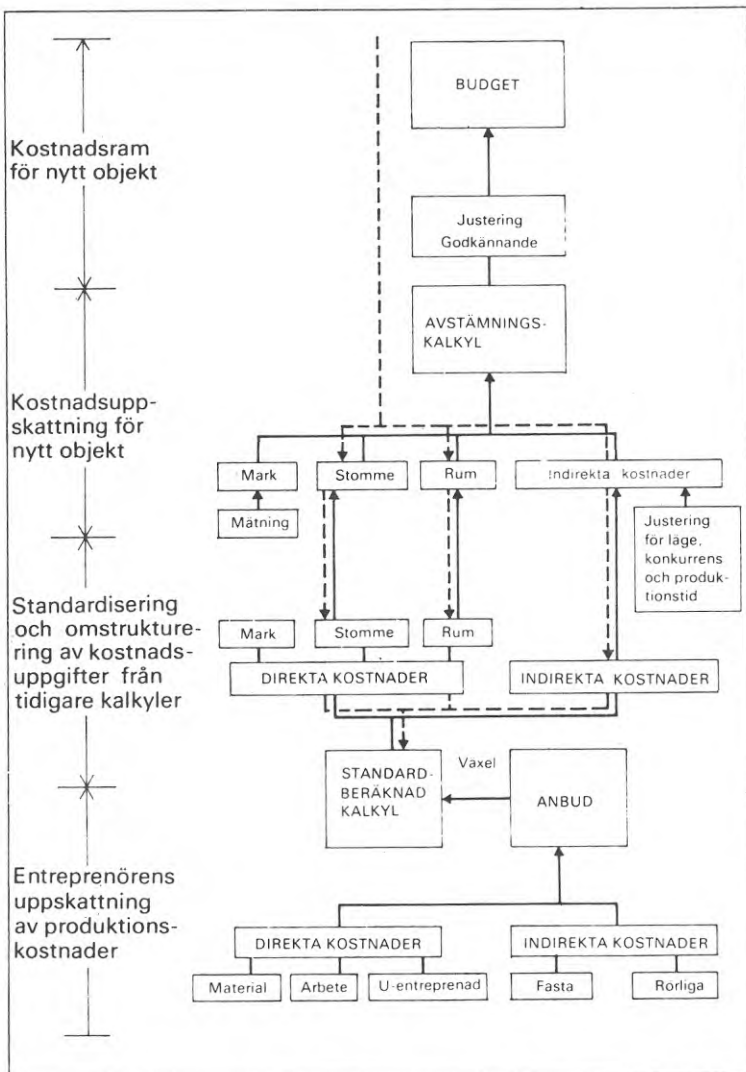 BUDGET
Kostnadsram
för nytt objekt
Justering
Godkännande
AVSTÄMNINGS-
KALKYL
Kostnadsupp-
skattning för
nytt objekt
Mark
Stomme
Rum
Indirekta kostnader
Mätning
Justering
för läge,
konkurrens
och produk-
tionstid
Standardisering
och omstrukture-
ring av kostnads-
uppgifter från
tidigare kalkyler
Mark
Stomme
Rum
DIREKTA KOSTNADER
INDIREKTA KOSTNADER
STANDARD-
BERÄKNAD
KALKYL
Vaxel
ANBUD
Entreprenörens
uppskattning
av produktions-
kostnader
DIREKTA KOSTNADER
INDIREKTA KOSTNADER
Material
Arbete
U-entreprenad
Fasta
Rorliga